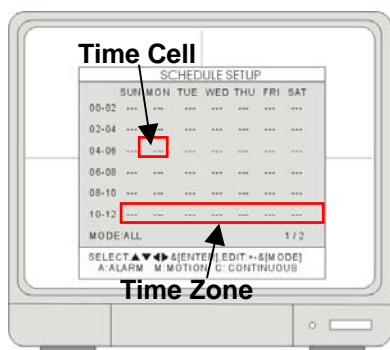 Time Cell
SCHEDULE SETUP
SUN MON TUE WED THU FRI SAT
00-02 --- --- --- --- --- --- ---
02-04 --- --- --- --- --- --- ---
04-06 --- --- --- --- --- --- ---
06-08 --- --- --- --- --- --- ---
08-10 --- --- --- --- --- --- ---
10-12 --- --- --- --- --- --- ---
MODE:ALL 1/2
SELECT▲▼◀▶&[ENTER],EDIT:+-&[MODE]
A:ALARM M:MOTION C:CONTINUOUS
Time Zone